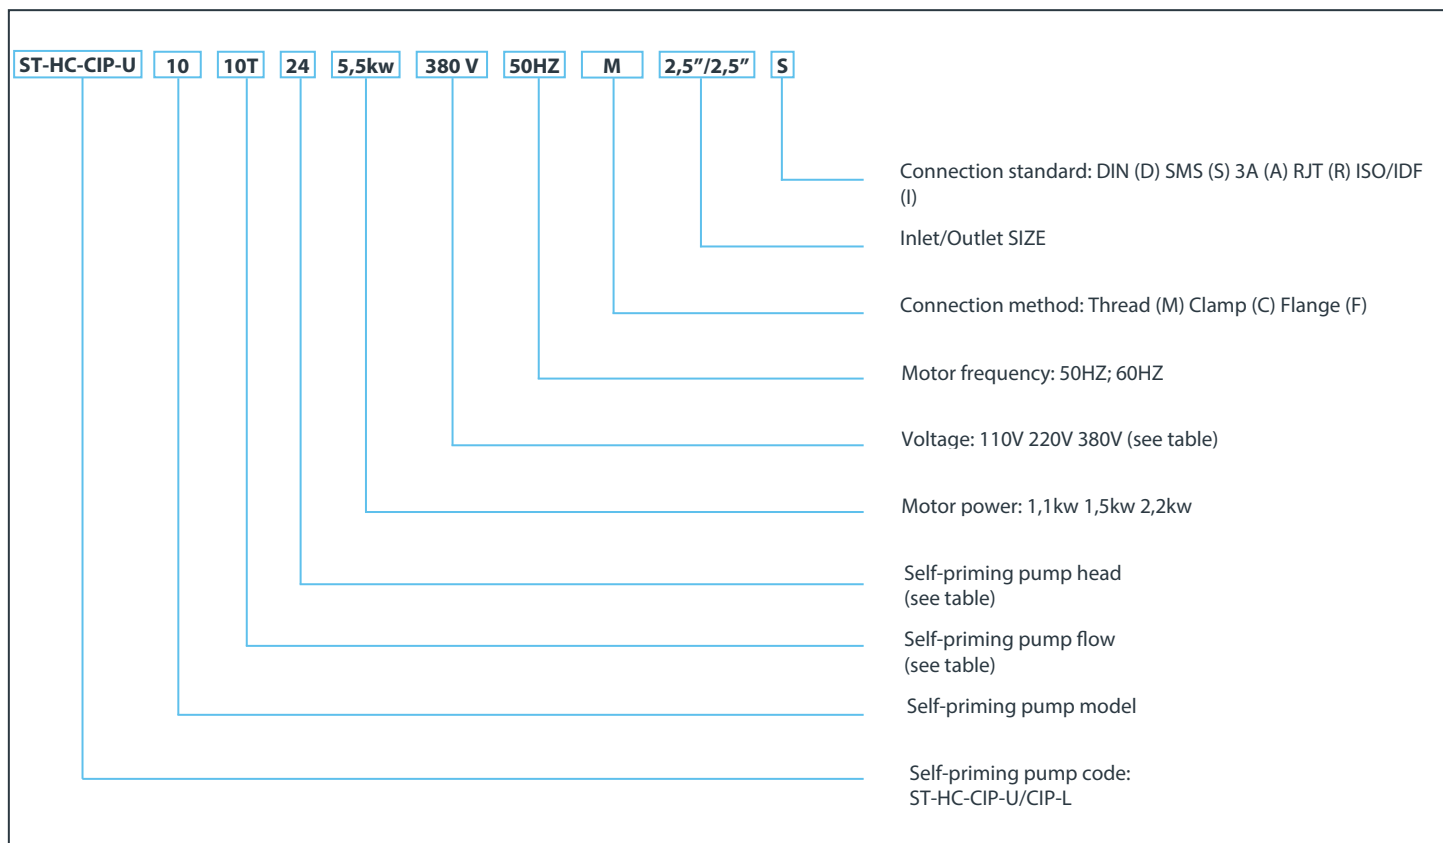 ST-HC-CIP-U 10 10T 24 5,5kw 380 V 50HZ M 2,5”/2,5” S
Connection standard: DIN (D) SMS (S) 3A (A) RJT (R) ISO/IDF
(I)
Inlet/Outlet SIZE
Connection method: Thread (M) Clamp (C) Flange (F)
Motor frequency: 50HZ; 60HZ
Voltage: 110V 220V 380V (see table)
Motor power: 1,1kw 1,5kw 2,2kw
Self-priming pump head
(see table)
Self-priming pump flow
(see table)
Self-priming pump model
Self-priming pump code:
ST-HC-CIP-U/CIP-L